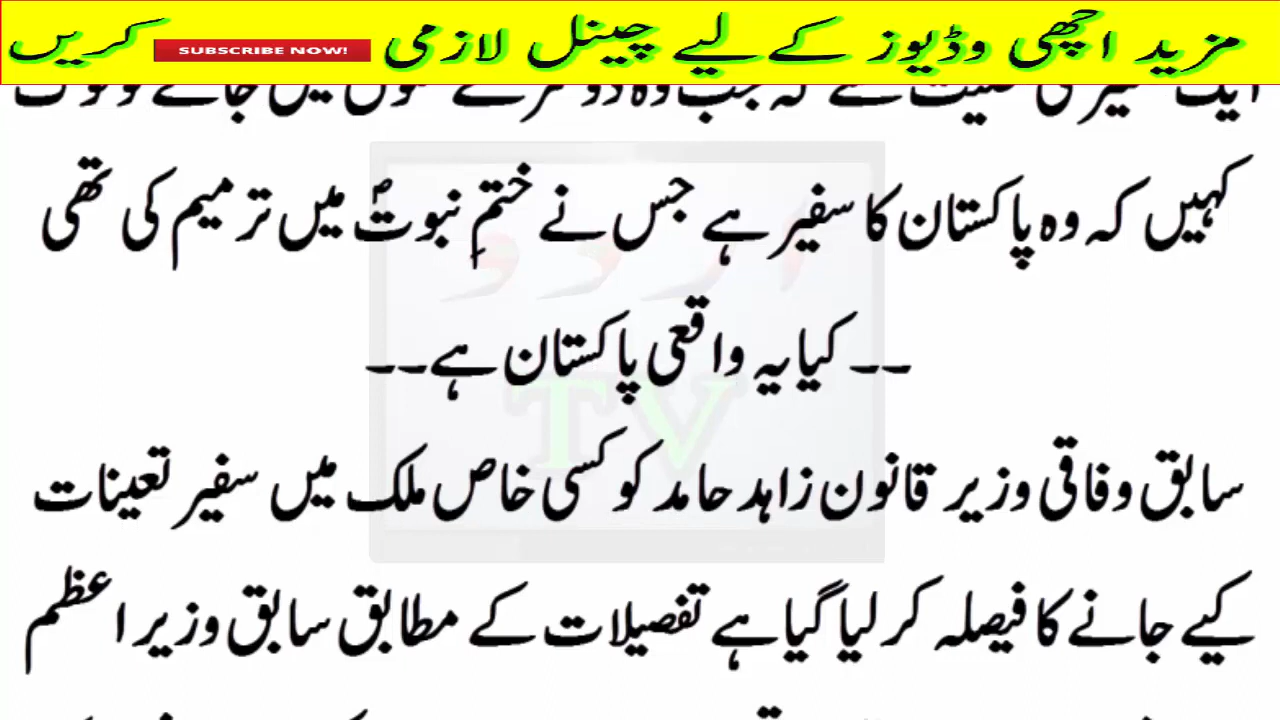 مزید اچھی وڈیوز کے لیے چینل لازمی SUBSCRIBE NOW! کریں
کہیں کہ وہ پاکستان کا سفیر ہے جس نے ختمِ نبوتؐ میں ترمیم کی تھی
-- کیا یہ واقعی پاکستان ہے --
سابق وفاقی وزیر قانون زاہد حامد کو کسی خاص ملک میں سفیر تعینات
کیے جانے کا فیصلہ کر لیا گیا ہے تفصیلات کے مطابق سابق وزیر اعظم
اردو
TV